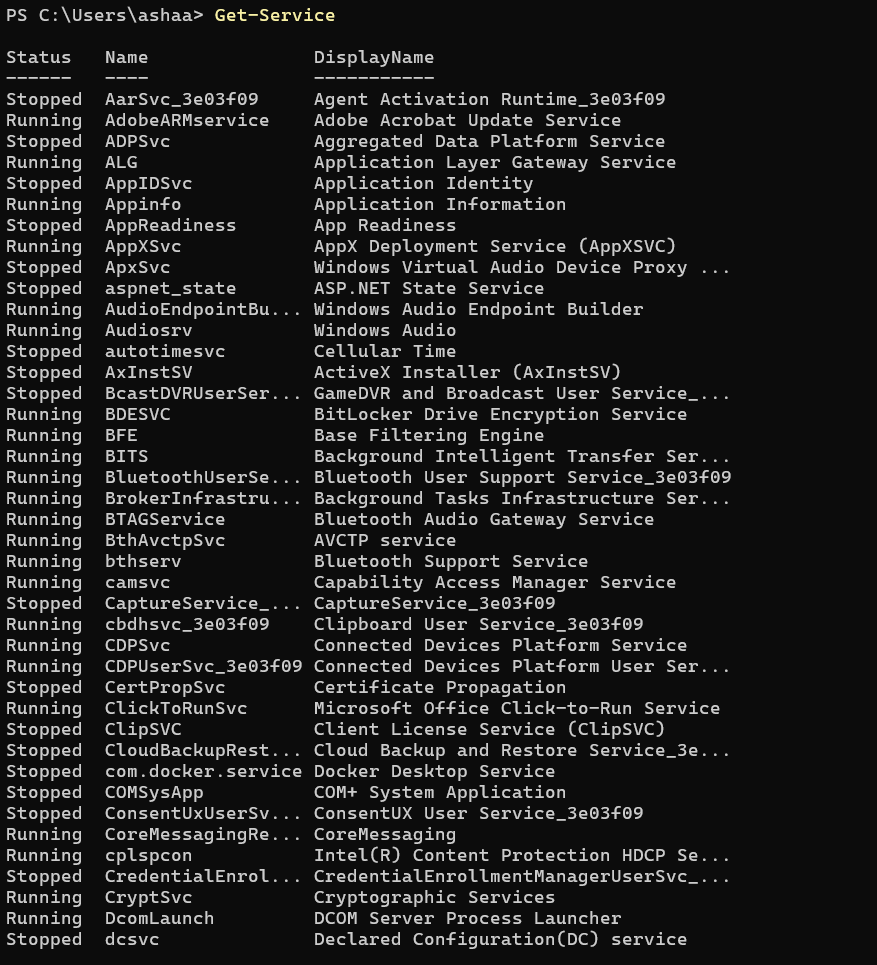 PS C:\Users\ashaa> Get-Service
Status   Name               DisplayName
------   ----               -----------
Stopped  AarSvc_3e03f09     Agent Activation Runtime_3e03f09
Running  AdobeARMservice    Adobe Acrobat Update Service
Stopped  ADPSvc             Aggregated Data Platform Service
Running  ALG                Application Layer Gateway Service
Stopped  AppIDSvc           Application Identity
Running  Appinfo            Application Information
Stopped  AppReadiness       App Readiness
Running  AppXSvc            AppX Deployment Service (AppXSVC)
Stopped  ApxSvc             Windows Virtual Audio Device Proxy ...
Stopped  aspnet_state       ASP.NET State Service
Running  AudioEndpointBu... Windows Audio Endpoint Builder
Running  Audiosrv           Windows Audio
Stopped  autotimesvc        Cellular Time
Stopped  AxInstSV           ActiveX Installer (AxInstSV)
Stopped  BcastDVRUserSer... GameDVR and Broadcast User Service_...
Running  BDESVC             BitLocker Drive Encryption Service
Running  BFE                Base Filtering Engine
Running  BITS               Background Intelligent Transfer Ser...
Running  BluetoothUserSe... Bluetooth User Support Service_3e03f09
Running  BrokerInfrastru... Background Tasks Infrastructure Ser...
Running  BTAGService        Bluetooth Audio Gateway Service
Running  BthAvctpSvc        AVCTP service
Running  bthserv            Bluetooth Support Service
Running  camsvc             Capability Access Manager Service
Stopped  CaptureService_... CaptureService_3e03f09
Running  cbdhsvc_3e03f09    Clipboard User Service_3e03f09
Running  CDPSvc             Connected Devices Platform Service
Running  CDPUserSvc_3e03f09 Connected Devices Platform User Ser...
Stopped  CertPropSvc        Certificate Propagation
Running  ClickToRunSvc      Microsoft Office Click-to-Run Service
Stopped  ClipSVC            Client License Service (ClipSVC)
Stopped  CloudBackupRest... Cloud Backup and Restore Service_3e...
Stopped  com.docker.service Docker Desktop Service
Stopped  COMSysApp          COM+ System Application
Stopped  ConsentUxUserSv... ConsentUX User Service_3e03f09
Running  CoreMessagingRe... CoreMessaging
Running  cplspcon           Intel(R) Content Protection HDCP Se...
Stopped  CredentialEnrol... CredentialEnrollmentManagerUserSvc_...
Running  CryptSvc           Cryptographic Services
Running  DcomLaunch         DCOM Server Process Launcher
Stopped  dcsvc              Declared Configuration(DC) service